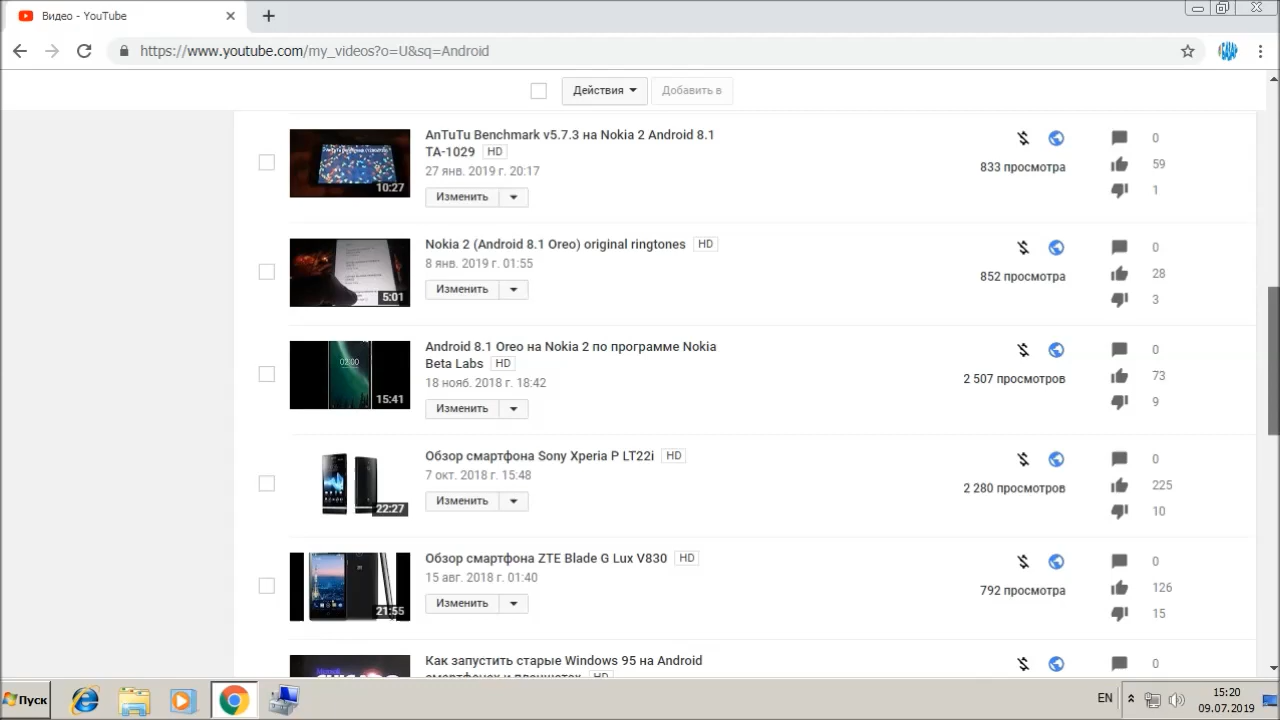 Видео - YouTube
https://www.youtube.com/my_videos?o=U&sq=Android
Действия
Добавить в
AnTuTu Benchmark v5.7.3 на Nokia 2 Android 8.1
TA-1029 HD
27 янв. 2019 г. 20:17
10:27
Изменить
833 просмотра
0
59
1
Nokia 2 (Android 8.1 Oreo) original ringtones HD
8 янв. 2019 г. 01:55
5:01
Изменить
852 просмотра
0
28
3
Android 8.1 Oreo на Nokia 2 по программе Nokia
Beta Labs HD
18 нояб. 2018 г. 18:42
02:00
15:41
Изменить
2 507 просмотров
0
73
9
Обзор смартфона Sony Xperia P LT22i HD
7 окт. 2018 г. 15:48
22:27
Изменить
2 280 просмотров
0
225
10
Обзор смартфона ZTE Blade G Lux V830 HD
15 авг. 2018 г. 01:40
21:55
Изменить
792 просмотра
0
126
15
Как запустить старые Windows 95 на Android
смартфонах и планшетах HD
0
Пуск
EN
15:20
09.07.2019